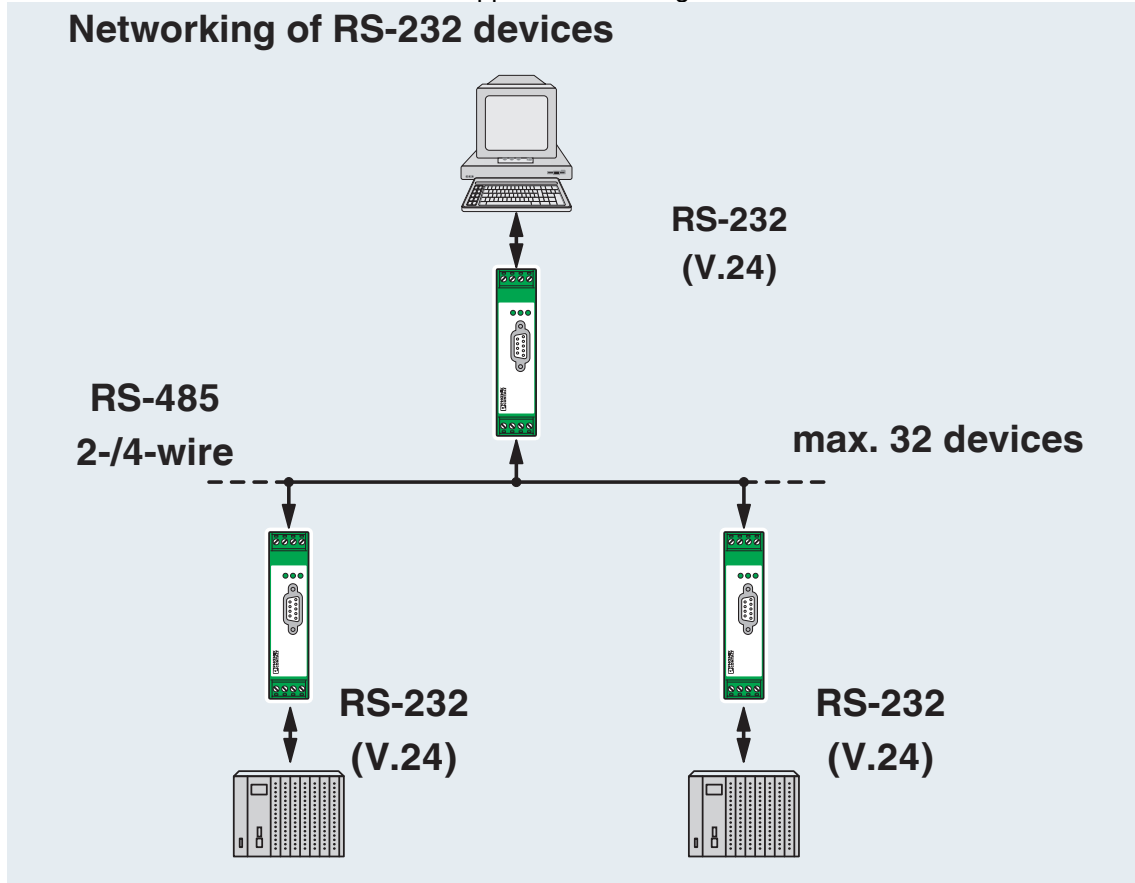 Networking of RS-232 devices
RS-232
(V.24)
RS-485
2-/4-wire
max. 32 devices
RS-232
(V.24)
RS-232
(V.24)